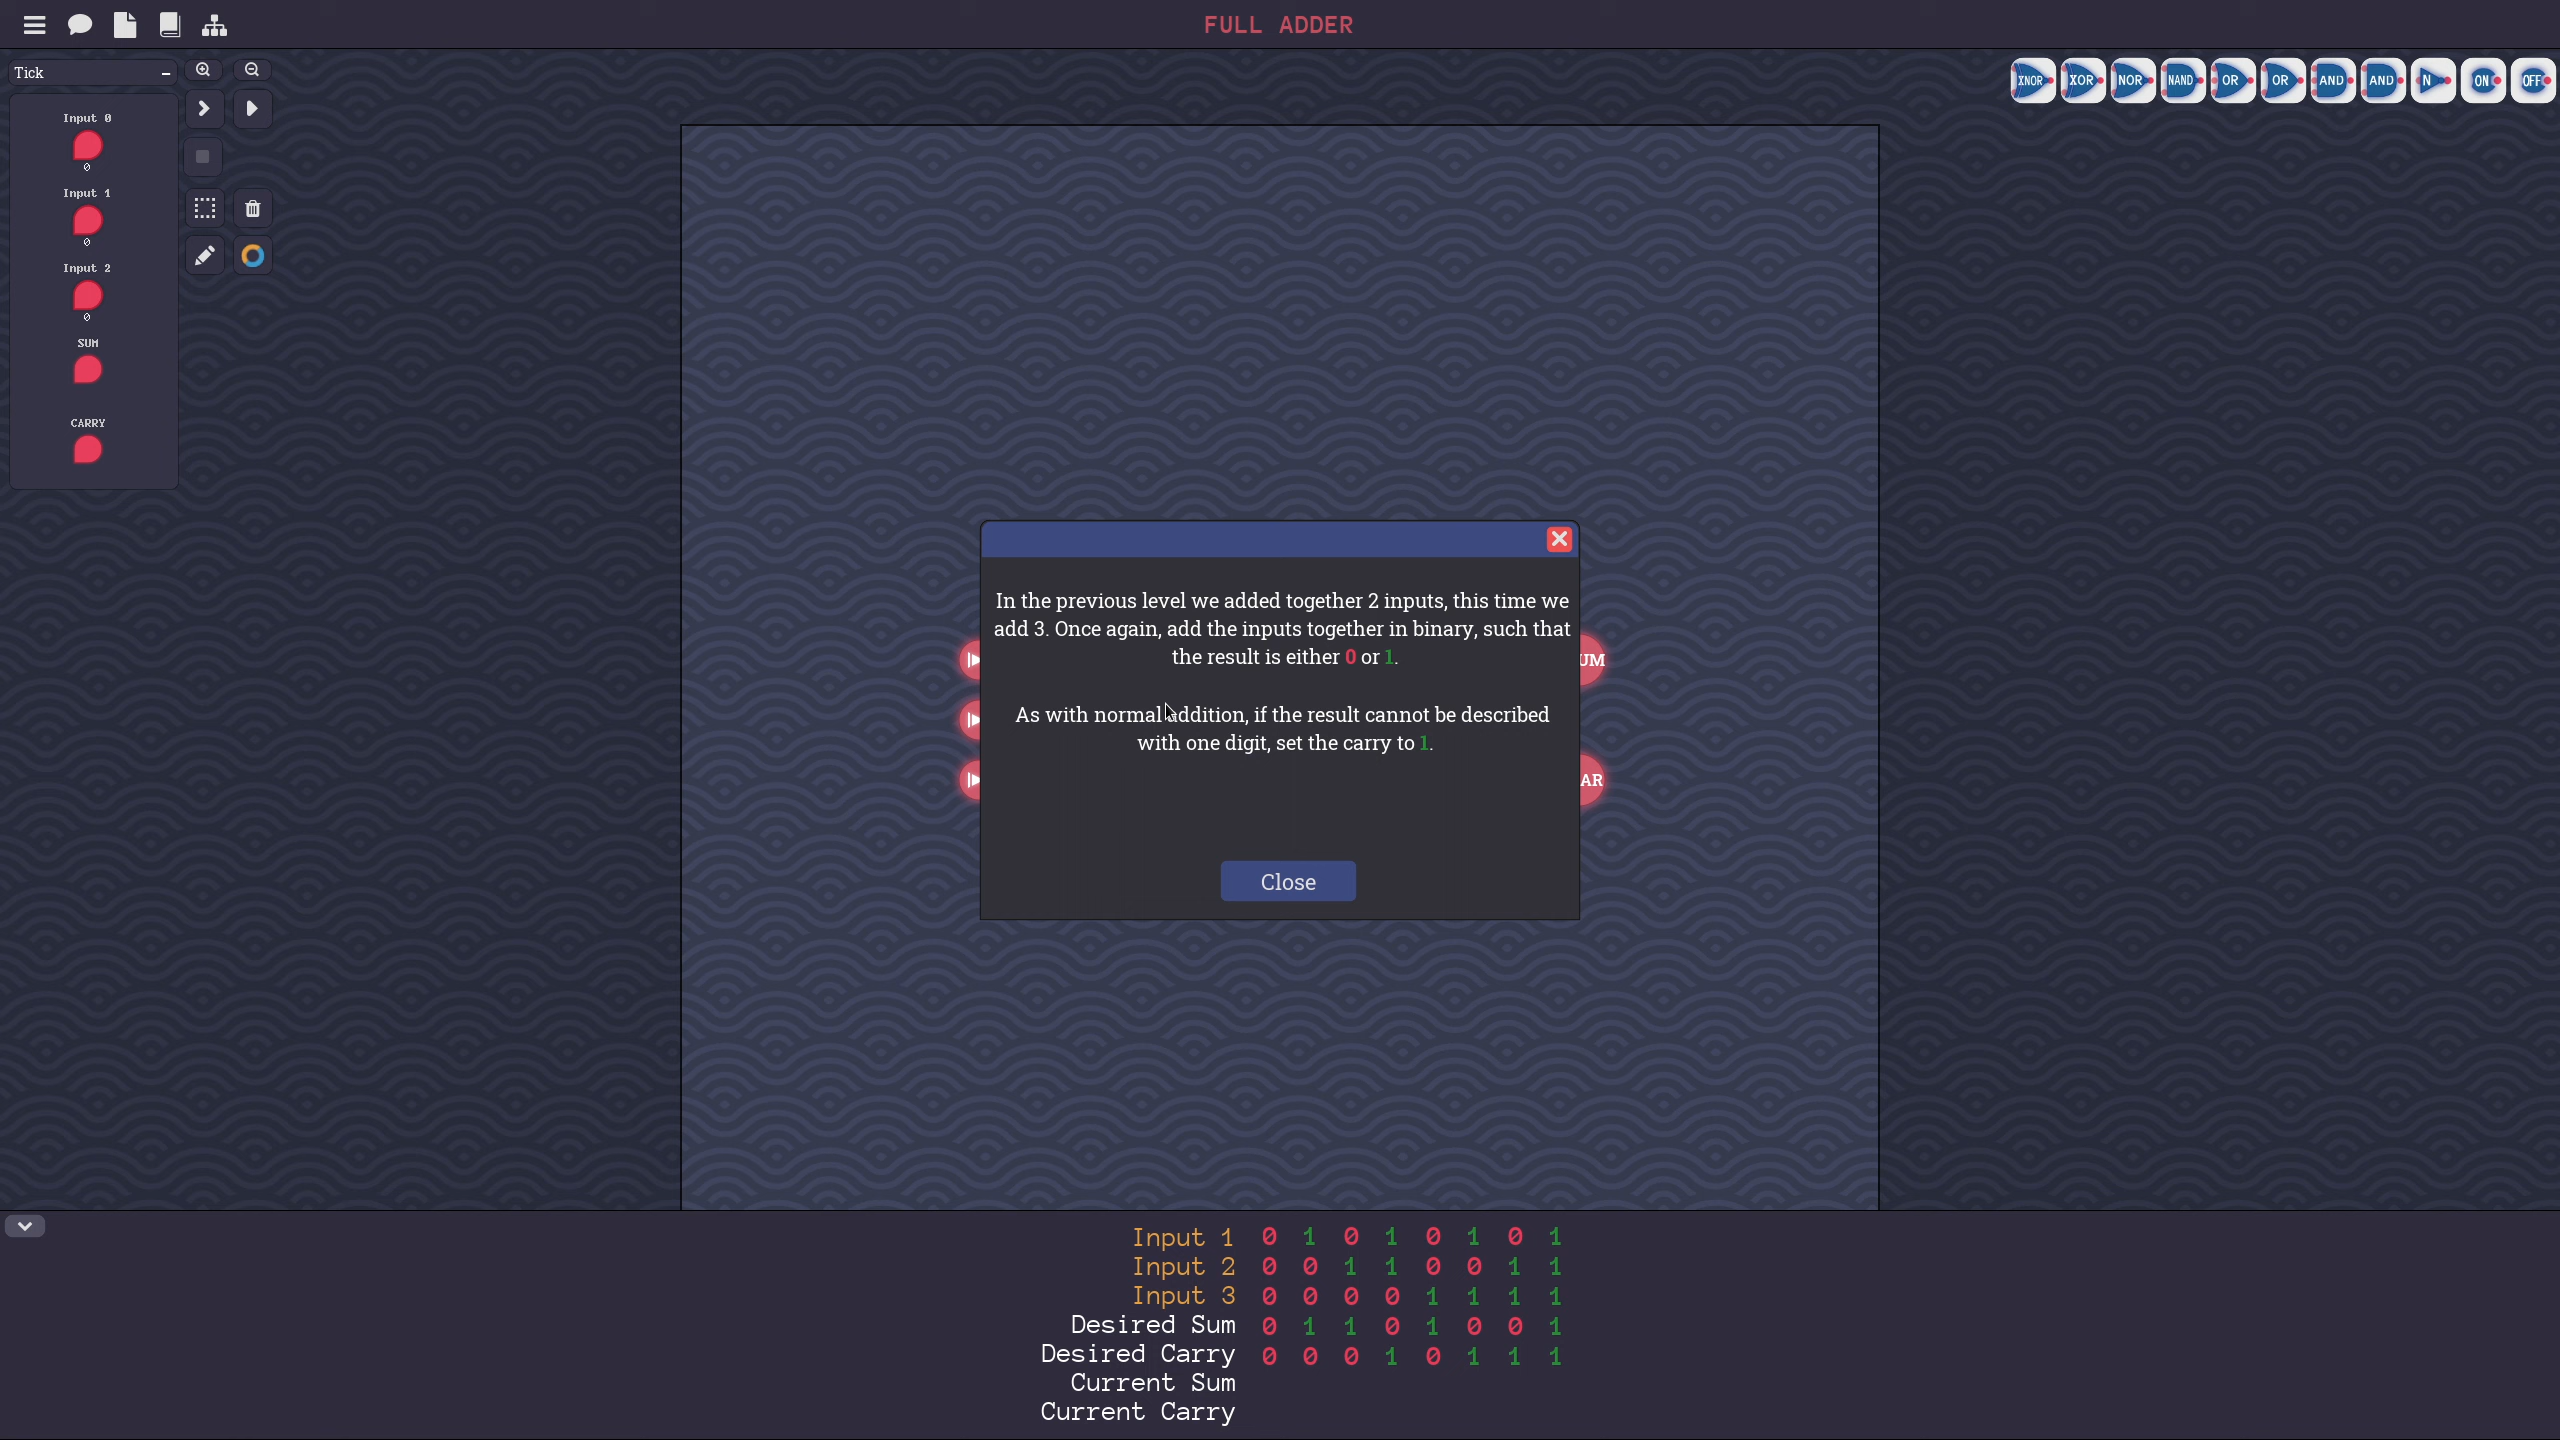 FULL ADDER
Tick
Input 0
0
Input 1
0
Input 2
0
SUM
CARRY
XNOR XOR NOR NAND OR OR AND AND N ON OFF
In the previous level we added together 2 inputs, this time we
add 3. Once again, add the inputs together in binary, such that
the result is either 0 or 1.
As with normal addition, if the result cannot be described
with one digit, set the carry to 1.
Close
UM
AR
Input 1 0 1 0 1 0 1 0 1
Input 2 0 0 1 1 0 0 1 1
Input 3 0 0 0 0 1 1 1 1
Desired Sum 0 1 1 0 1 0 0 1
Desired Carry 0 0 0 1 0 1 1 1
Current Sum
Current Carry